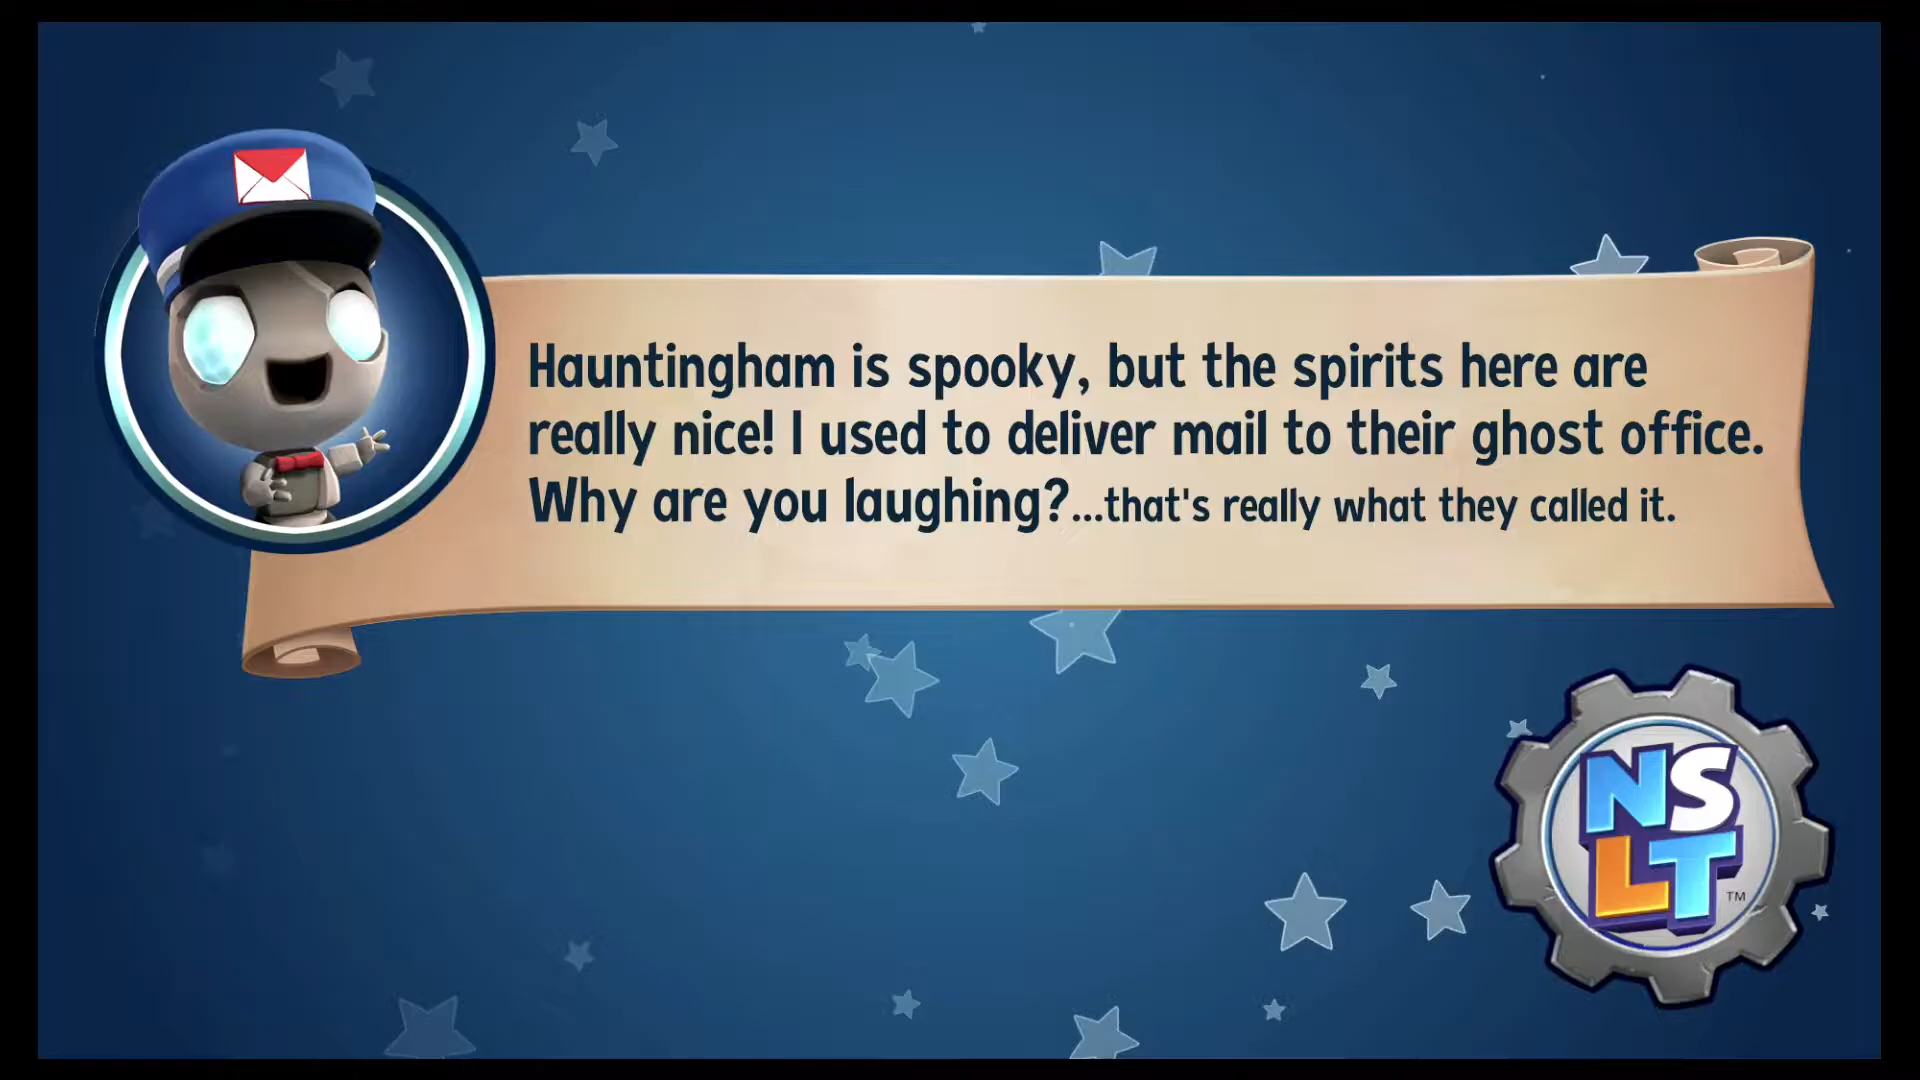 Hauntingham is spooky, but the spirits here are
really nice! I used to deliver mail to their ghost office.
Why are you laughing?...that's really what they called it.
NS
LT
TM